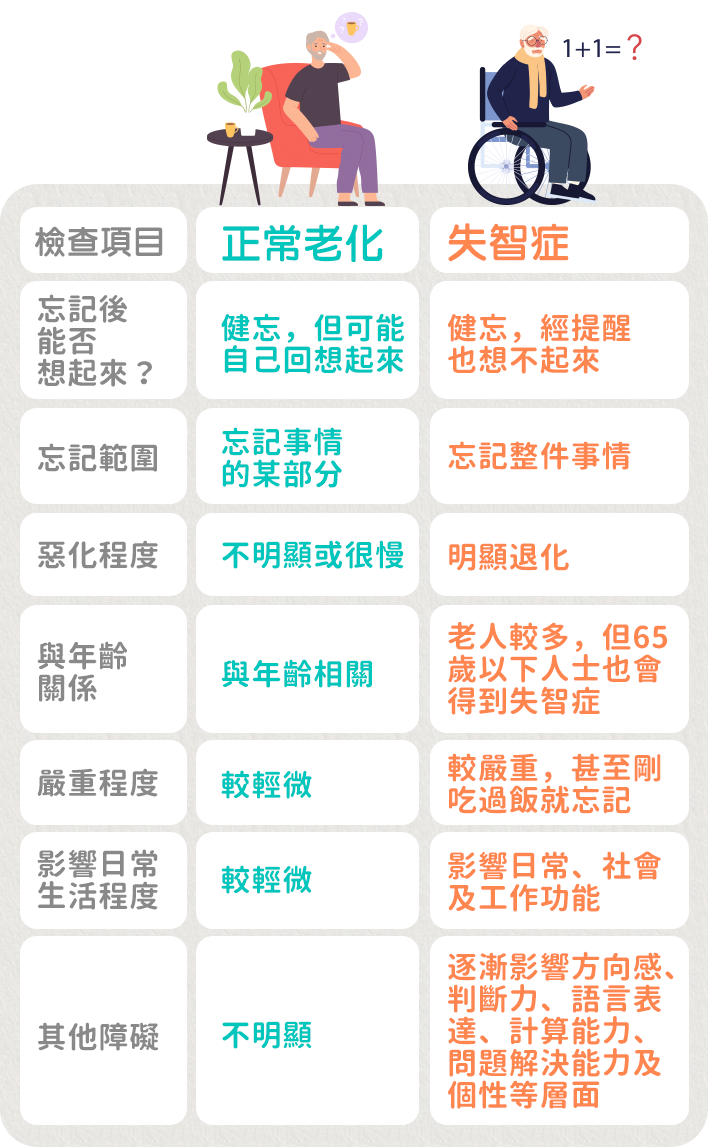 1+1=?
檢查項目
正常老化
失智症
忘記後
能否
想起來？
健忘，但可能
自己回想起來
健忘，經提醒
也想不起來
忘記範圍
忘記事情
的某部分
忘記整件事情
惡化程度
不明顯或很慢
明顯退化
與年齡
關係
與年齡相關
老人較多，但65
歲以下人士也會
得到失智症
嚴重程度
較輕微
較嚴重，甚至剛
吃過飯就忘記
影響日常
生活程度
較輕微
影響日常、社會
及工作功能
其他障礙
不明顯
逐漸影響方向感、
判斷力、語言表
達、計算能力、
問題解決能力及
個性等層面